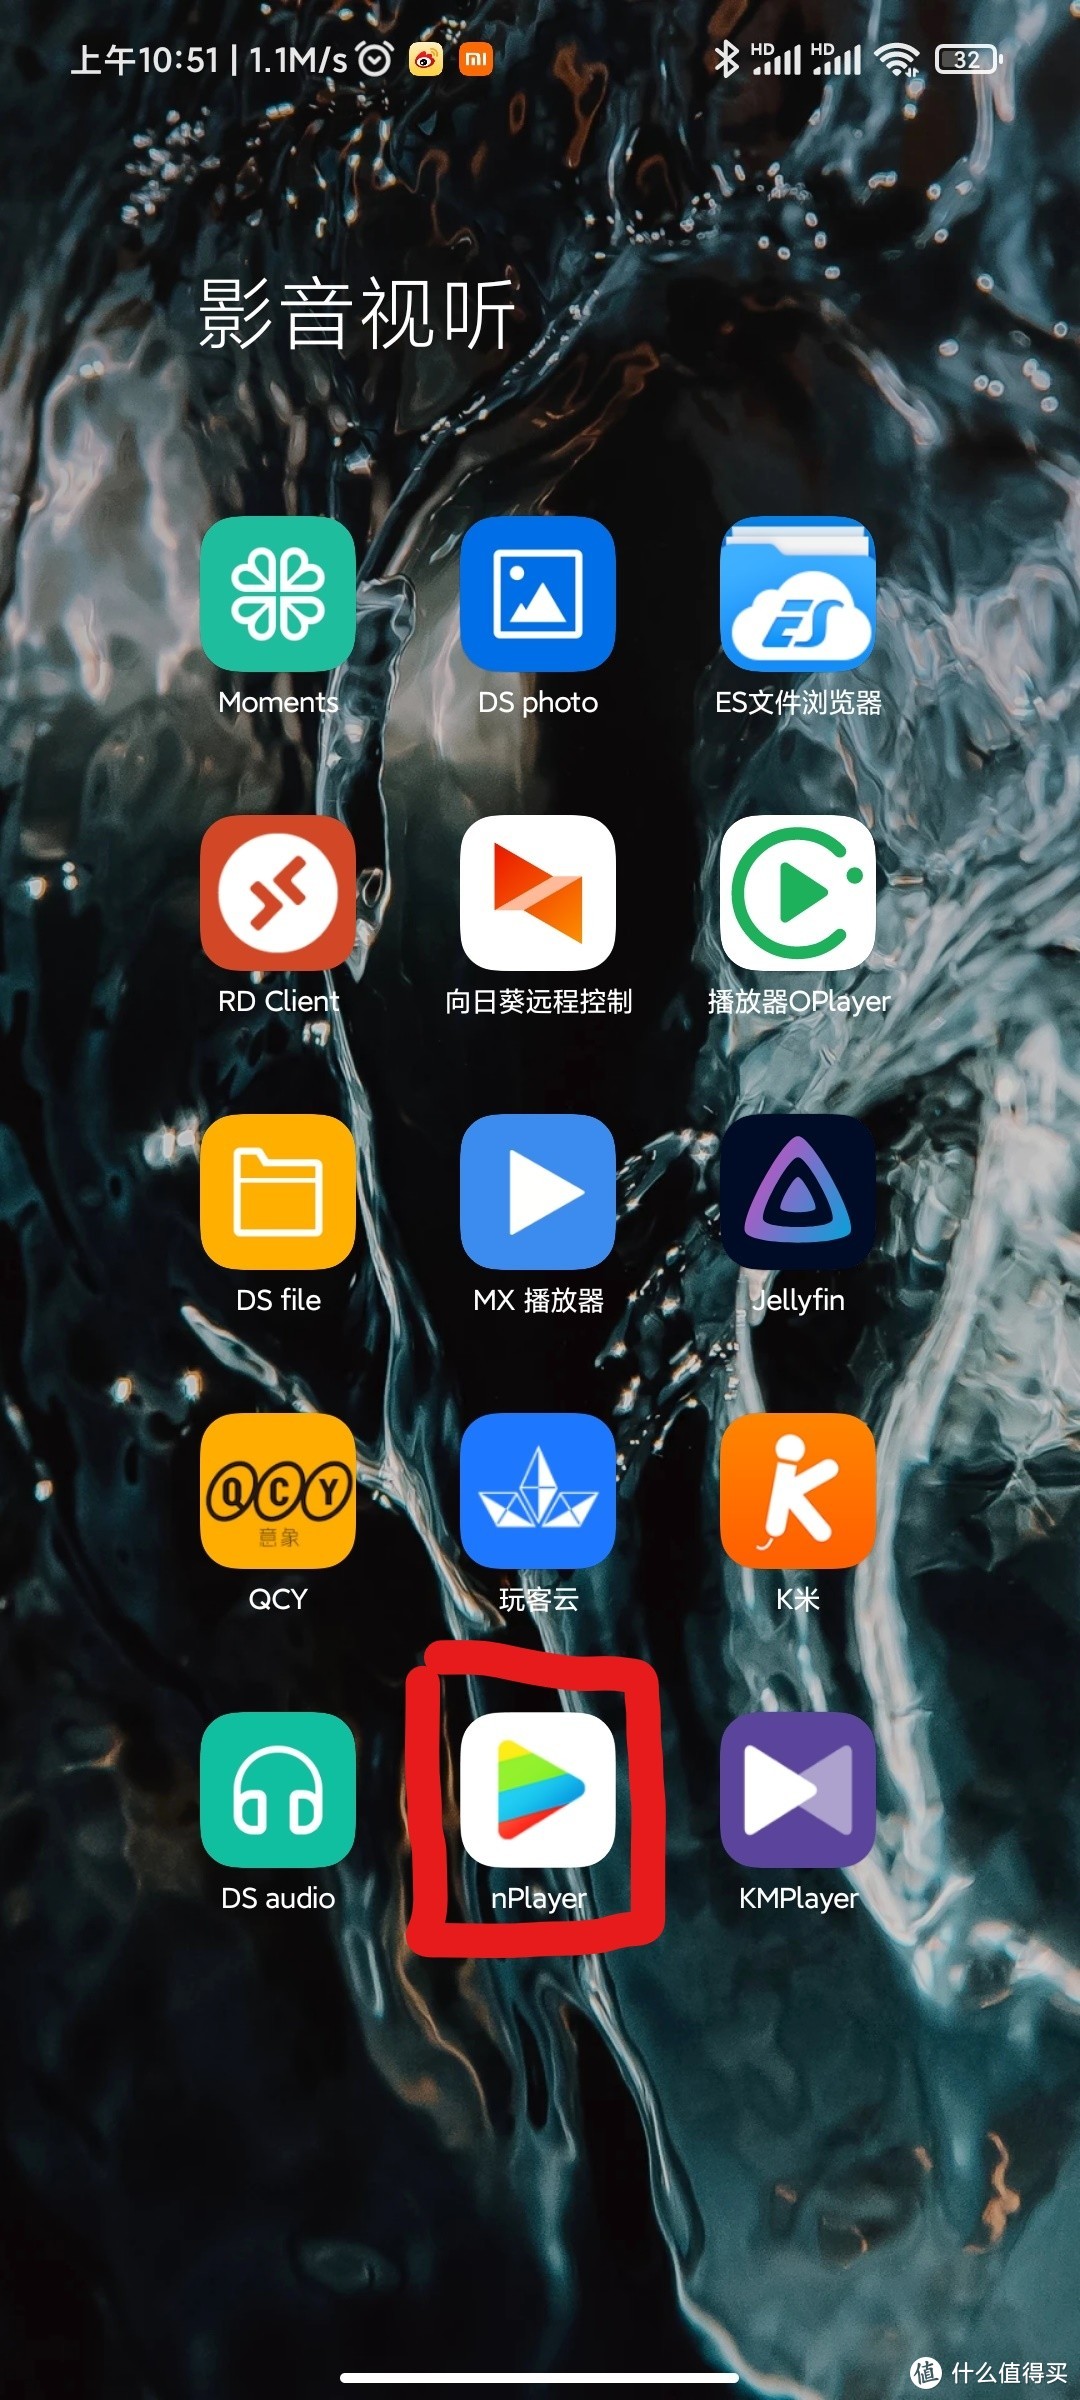 上午10:51 | 1.1M/s HD HD 32
影音视听
Moments DS photo ES文件浏览器
RD Client 向日葵远程控制 播放器OPlayer
DS file MX 播放器 Jellyfin
QCY
意象
QCY 玩客云 K米
DS audio nPlayer KMPlayer
值 什么值得买